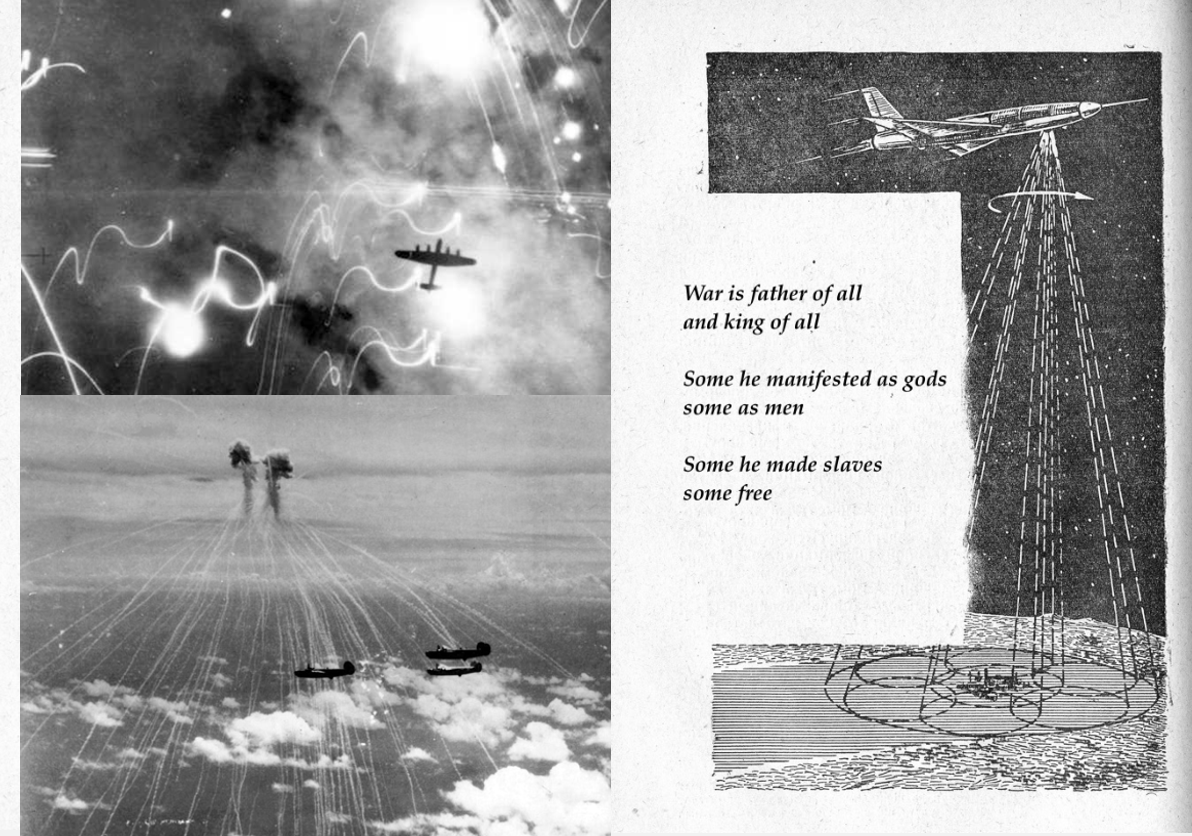 War is father of all
and king of all
Some he manifested as gods
some as men
Some he made slaves
some free